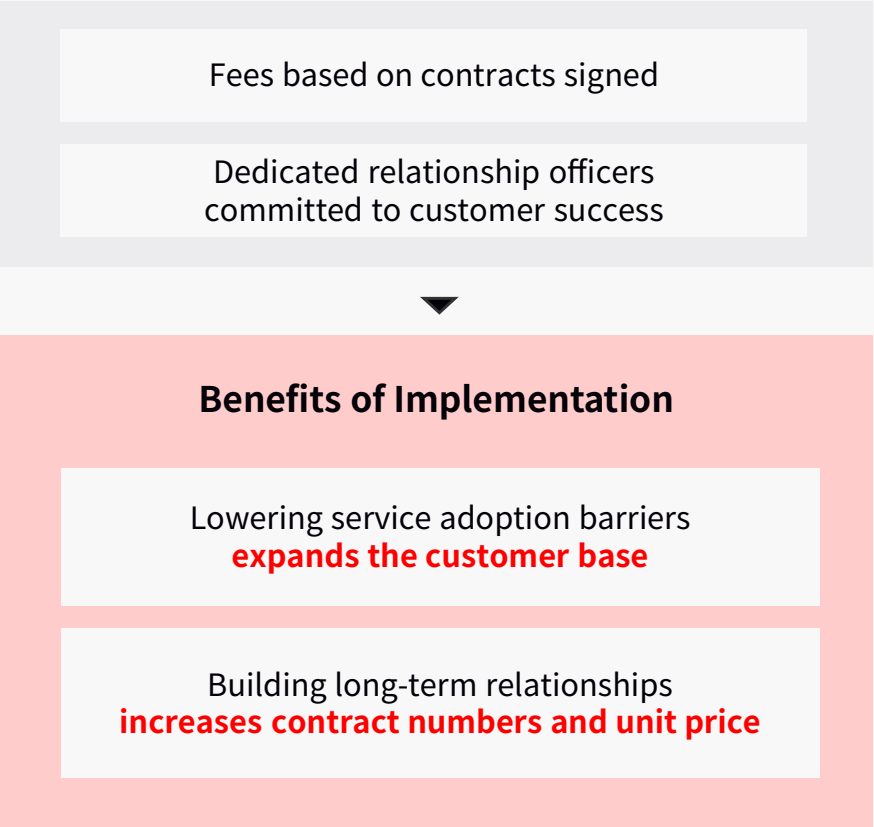 Fees based on contracts signed
Dedicated relationship officers
committed to customer success
Benefits of Implementation
Lowering service adoption barriers
expands the customer base
Building long-term relationships
increases contract numbers and unit price